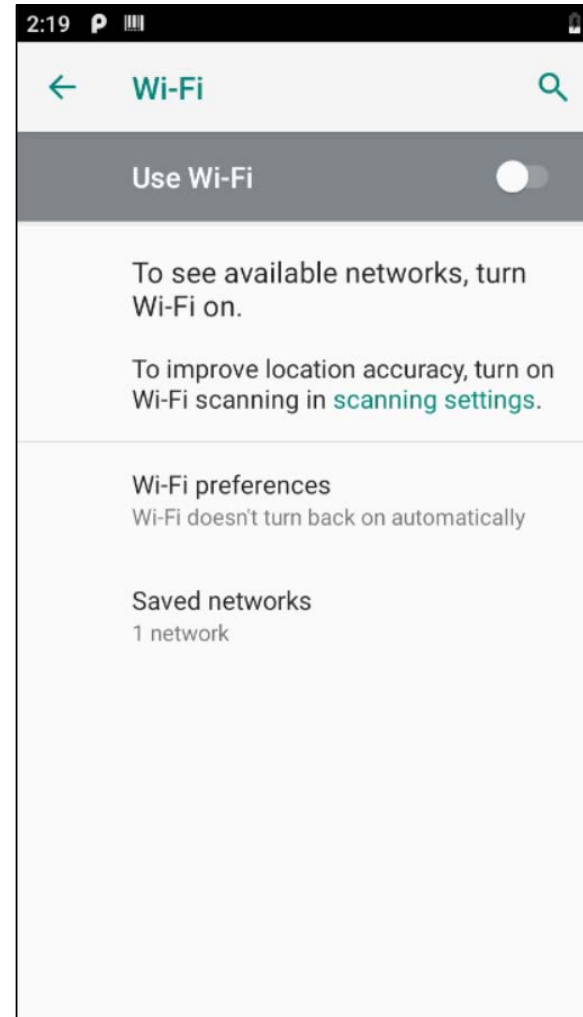 2:19
Wi-Fi
Use Wi-Fi
To see available networks, turn
Wi-Fi on.
To improve location accuracy, turn on
Wi-Fi scanning in scanning settings.
Wi-Fi preferences
Wi-Fi doesn't turn back on automatically
Saved networks
1 network